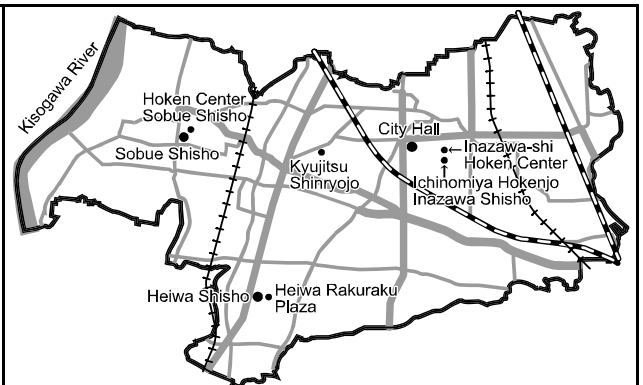 Kisogawa River
Hoken Center
Sobue Shisho
Sobue Shisho
Kyujitsu
Shinryojo
City Hall
←Inazawa-shi
Hoken Center
↑
Ichinomiya Hokenjo
Inazawa Shisho
Heiwa Shisho
Heiwa Rakuraku
Plaza